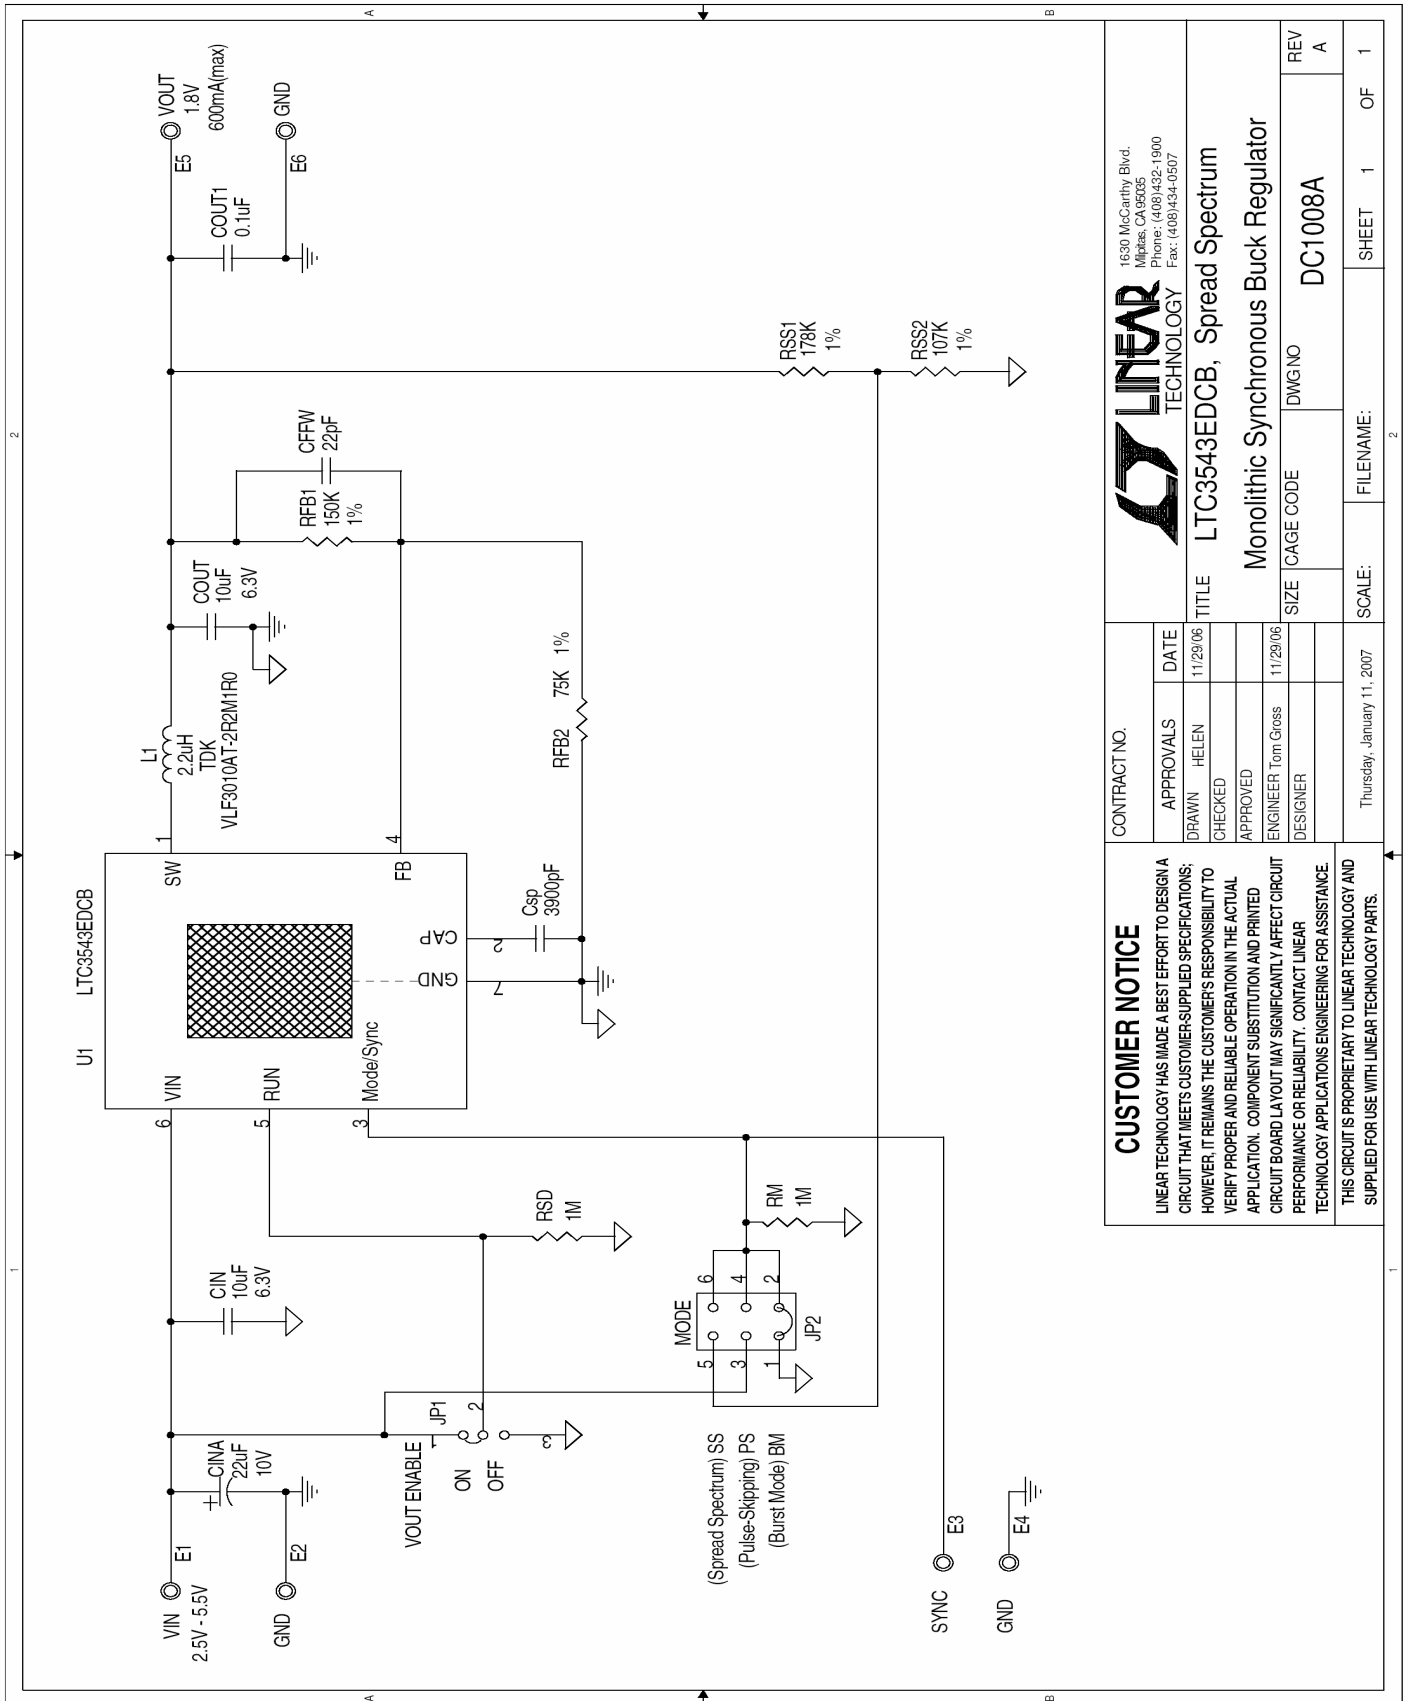 A
B
2
1
VIN
2.5V - 5.5V
E1
GND
E2
+
CINA
22uF
10V
CIN
10uF
6.3V
VOUT ENABLE
JP1
1
2
3
ON
OFF
RSD
1M
U1
LTC3543EDCB
6
VIN
5
RUN
3
Mode/Sync
SW
1
FB
4
GND
7
CAP
2
Csp
3900pF
L1
2.2uH
TDK
VLF3010AT-2R2M1R0
COUT
10uF
6.3V
RFB1
150K
1%
CFFW
22pF
RFB2
75K 1%
COUT1
0.1uF
E5
VOUT
1.8V
600mA(max)
E6
GND
RSS1
178K
1%
RSS2
107K
1%
MODE
5
6
3
4
1
2
JP2
(Spread Spectrum) SS
(Pulse-Skipping) PS
(Burst Mode) BM
RM
1M
SYNC
E3
GND
E4
CUSTOMER NOTICE
LINEAR TECHNOLOGY HAS MADE A BEST EFFORT TO DESIGN A
CIRCUIT THAT MEETS CUSTOMER-SUPPLIED SPECIFICATIONS;
HOWEVER, IT REMAINS THE CUSTOMER'S RESPONSIBILITY TO
VERIFY PROPER AND RELIABLE OPERATION IN THE ACTUAL
APPLICATION. COMPONENT SUBSTITUTION AND PRINTED
CIRCUIT BOARD LAYOUT MAY SIGNIFICANTLY AFFECT CIRCUIT
PERFORMANCE OR RELIABILITY. CONTACT LINEAR
TECHNOLOGY APPLICATIONS ENGINEERING FOR ASSISTANCE.
THIS CIRCUIT IS PROPRIETARY TO LINEAR TECHNOLOGY AND
SUPPLIED FOR USE WITH LINEAR TECHNOLOGY PARTS.
CONTRACT NO.
APPROVALS DATE
DRAWN HELEN 11/29/06
CHECKED
APPROVED
ENGINEER Tom Gross 11/29/06
DESIGNER
Thursday, January 11, 2007
LT LINEAR
TECHNOLOGY
1630 McCarthy Blvd.
Milpitas, CA 95035
Phone: (408)432-1900
Fax: (408)434-0507
TITLE
LTC3543EDCB, Spread Spectrum
Monolithic Synchronous Buck Regulator
SIZE
CAGE CODE
DWG NO
DC1008A
REV
A
SCALE:
FILENAME:
SHEET 1 OF 1
1
2
A
B